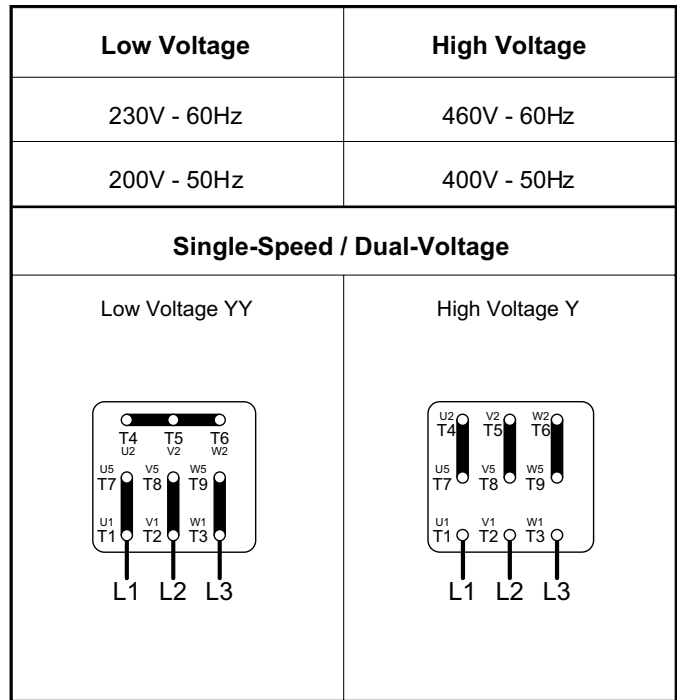 Low Voltage High Voltage
230V - 60Hz 460V - 60Hz
200V - 50Hz 400V - 50Hz
Single-Speed / Dual-Voltage
Low Voltage YY High Voltage Y
T4 T5 T6
U2 V2 W2
U5 V5 W5
T7 T8 T9
U1 V1 W1
T1 T2 T3
L1 L2 L3
U2 V2 W2
T4 T5 T6
U5 V5 W5
T7 T8 T9
U1 V1 W1
T1 T2 T3
L1 L2 L3